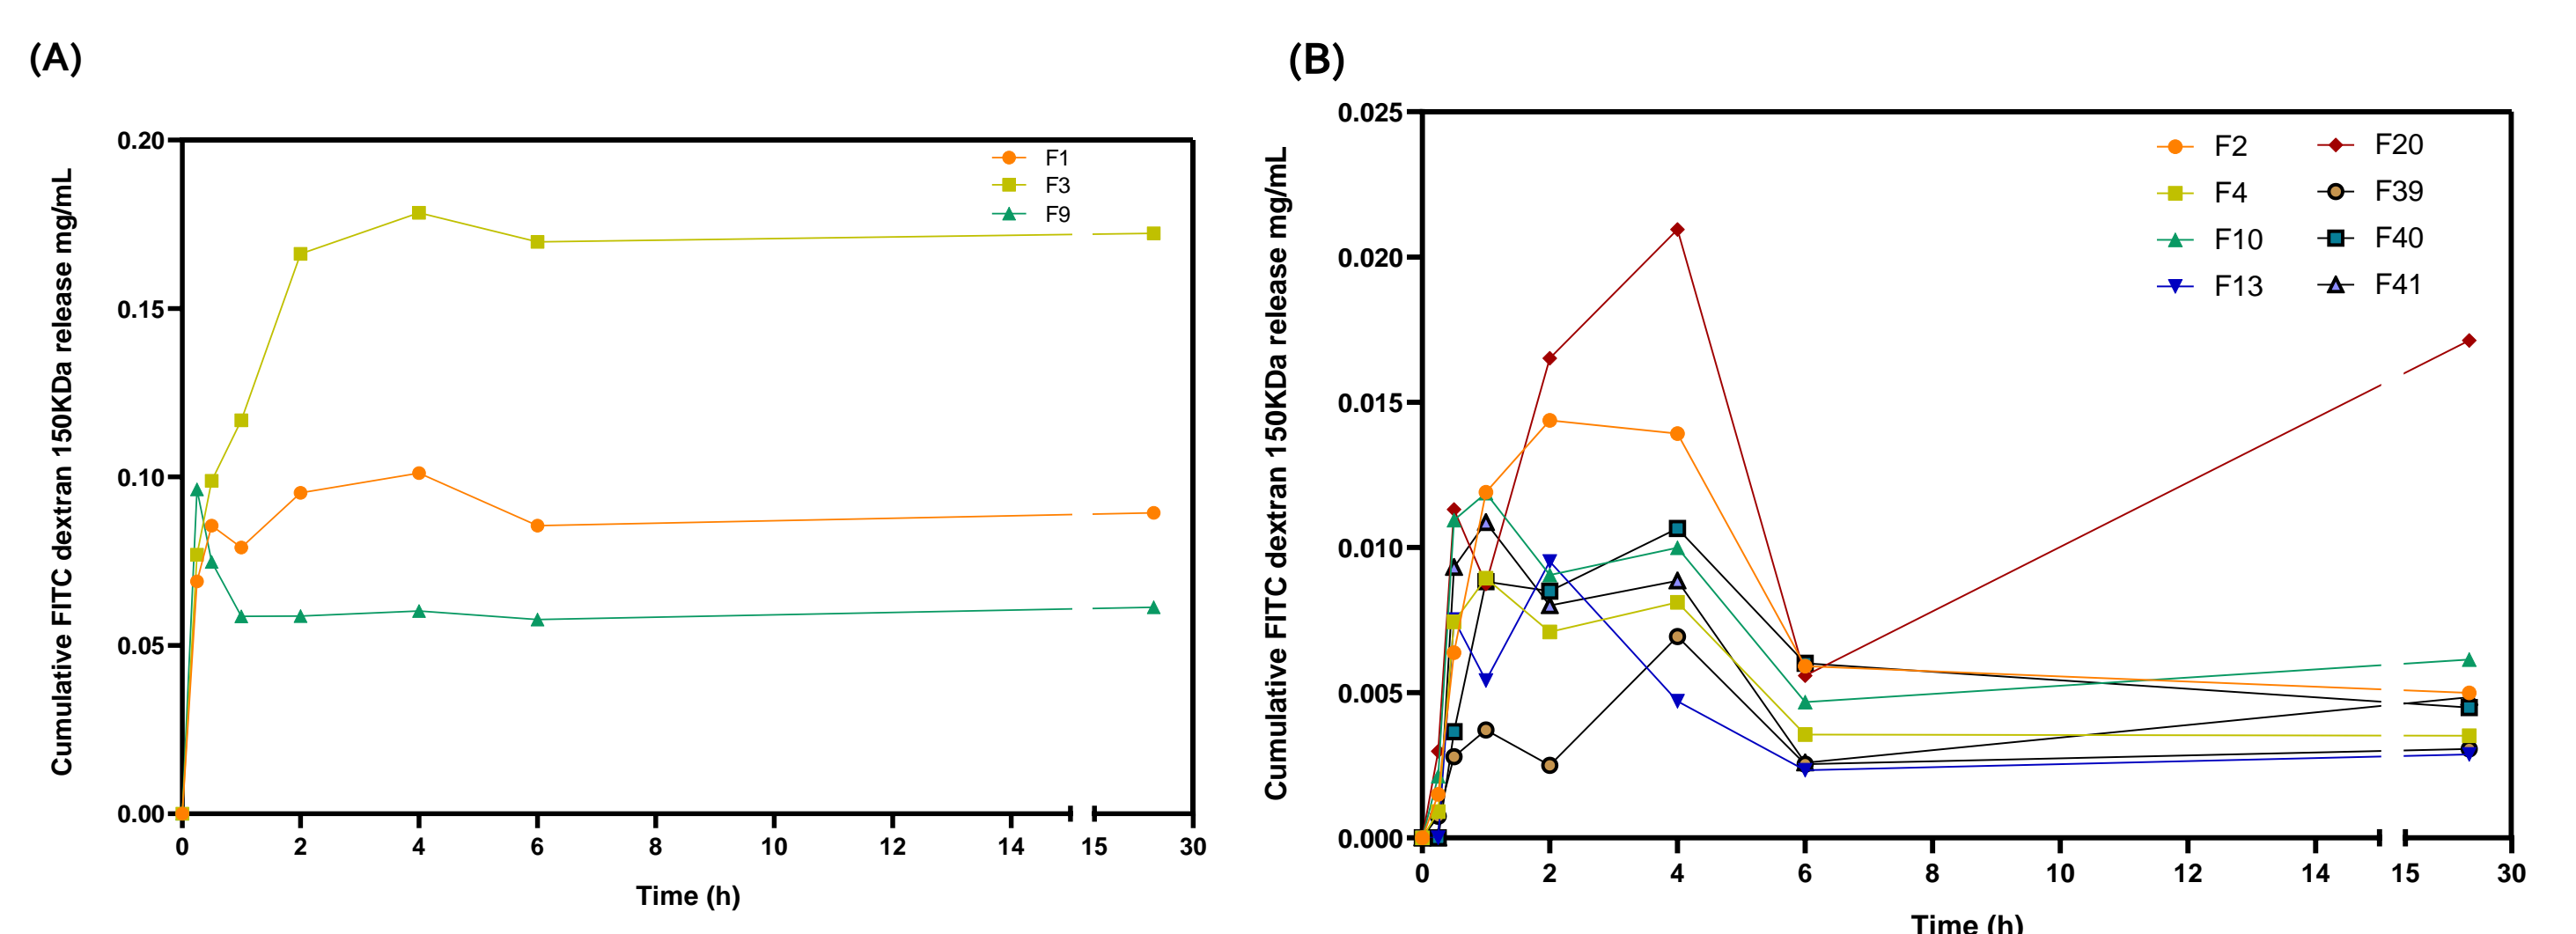 (A)
Cumulative FITC dextran 150KDa release mg/mL
0.20
0.15
0.10
0.05
0.00
0 2 4 6 8 10 12 14 15 30
Time (h)
F1
F3
F9
(B)
Cumulative FITC dextran 150KDa release mg/mL
0.025
0.020
0.015
0.010
0.005
0.000
0 2 4 6 8 10 12 14 15 30
Time (h)
F2 F20
F4 F39
F10 F40
F13 F41